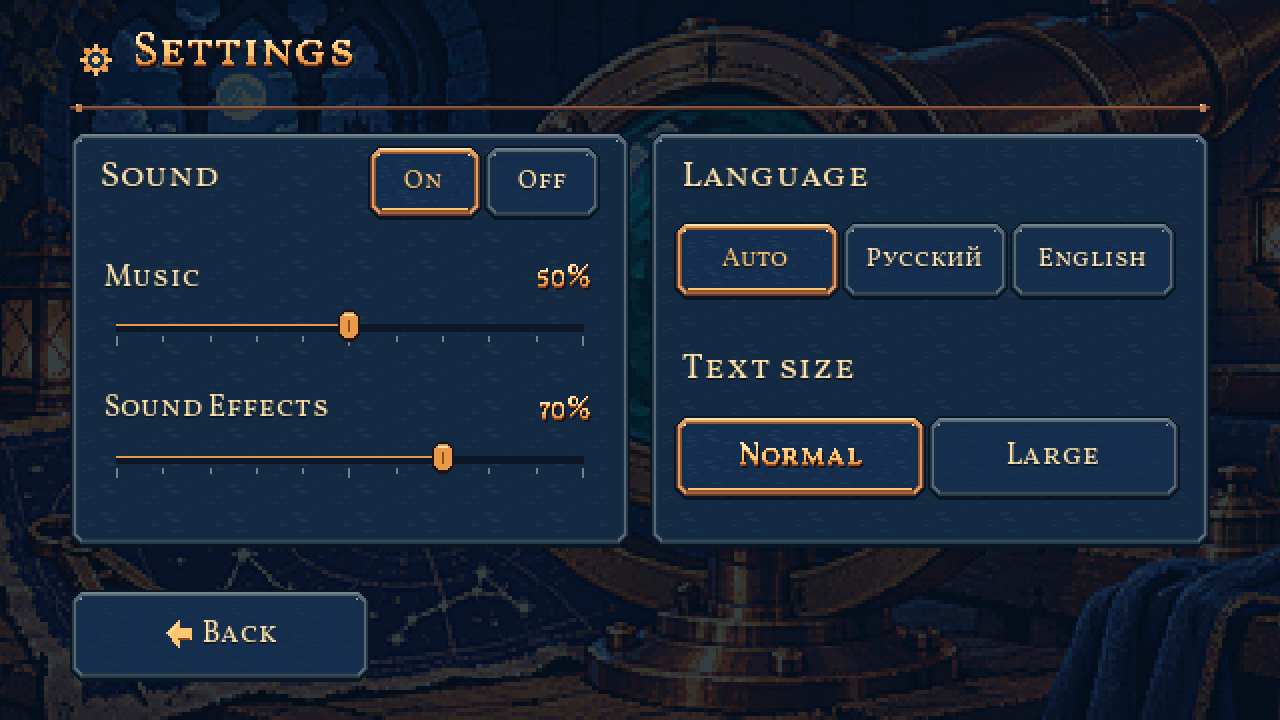 Settings
Sound
On
Off
Music
50%
Sound Effects
70%
Language
Auto
Русский
English
Text size
Normal
Large
Back